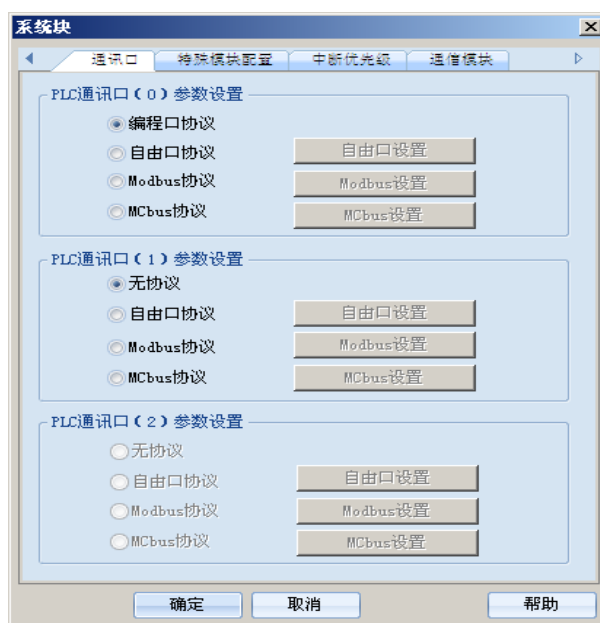 系统块
通讯口 特殊模块配置 中断优先级 通信模块
PLC通讯口(0)参数设置
编程口协议
自由口协议 自由口设置
Modbus协议 Modbus设置
MCbus协议 MCbus设置
PLC通讯口(1)参数设置
无协议
自由口协议 自由口设置
Modbus协议 Modbus设置
MCbus协议 MCbus设置
PLC通讯口(2)参数设置
无协议
自由口协议 自由口设置
Modbus协议 Modbus设置
MCbus协议 MCbus设置
确定 取消 帮助